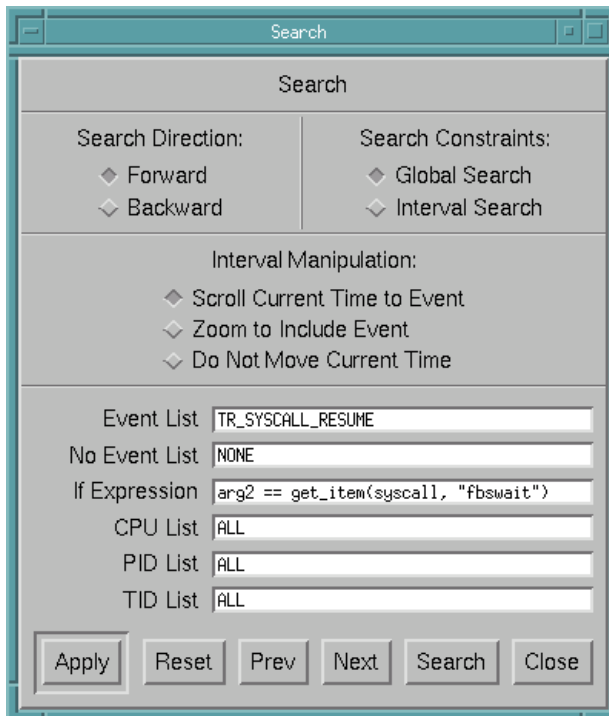 Search
Search
Search Direction:
Forward
Backward
Search Constraints:
Global Search
Interval Search
Interval Manipulation:
Scroll Current Time to Event
Zoom to Include Event
Do Not Move Current Time
Event List TR_SYSCALL_RESUME
No Event List NONE
If Expression arg2 == get_item(syscall, "fbswait")
CPU List ALL
PID List ALL
TID List ALL
Apply Reset Prev Next Search Close